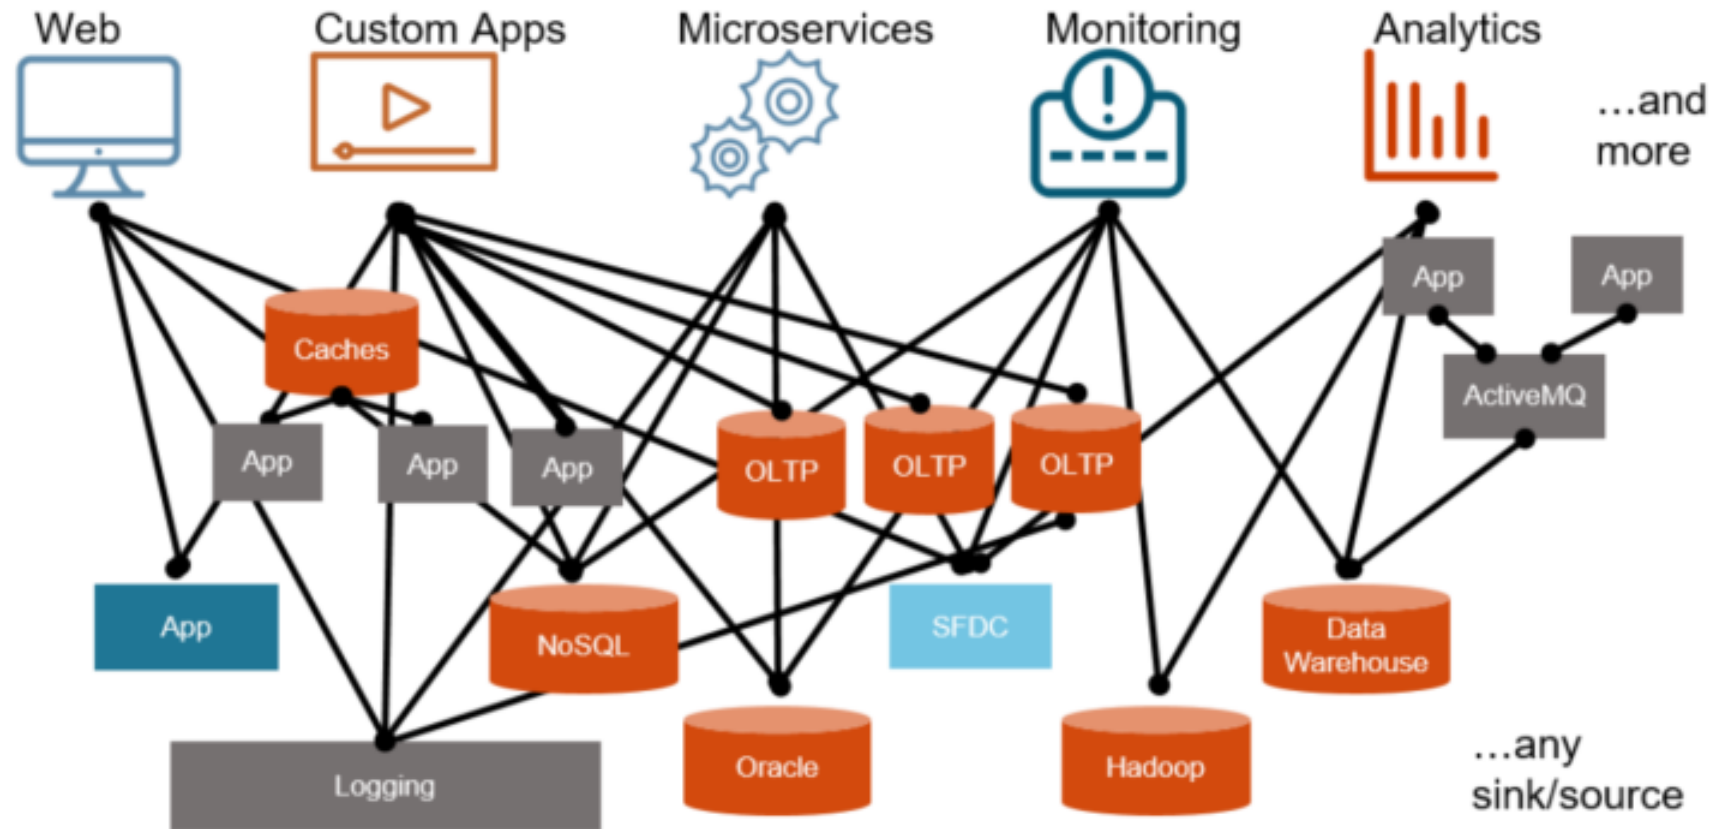 Web
Custom Apps
Microservices
Monitoring
Analytics
…and
more
App
App
Caches
ActiveMQ
App
App
App
OLTP
OLTP
OLTP
App
NoSQL
SFDC
Data
Warehouse
Logging
Oracle
Hadoop
…any
sink/source